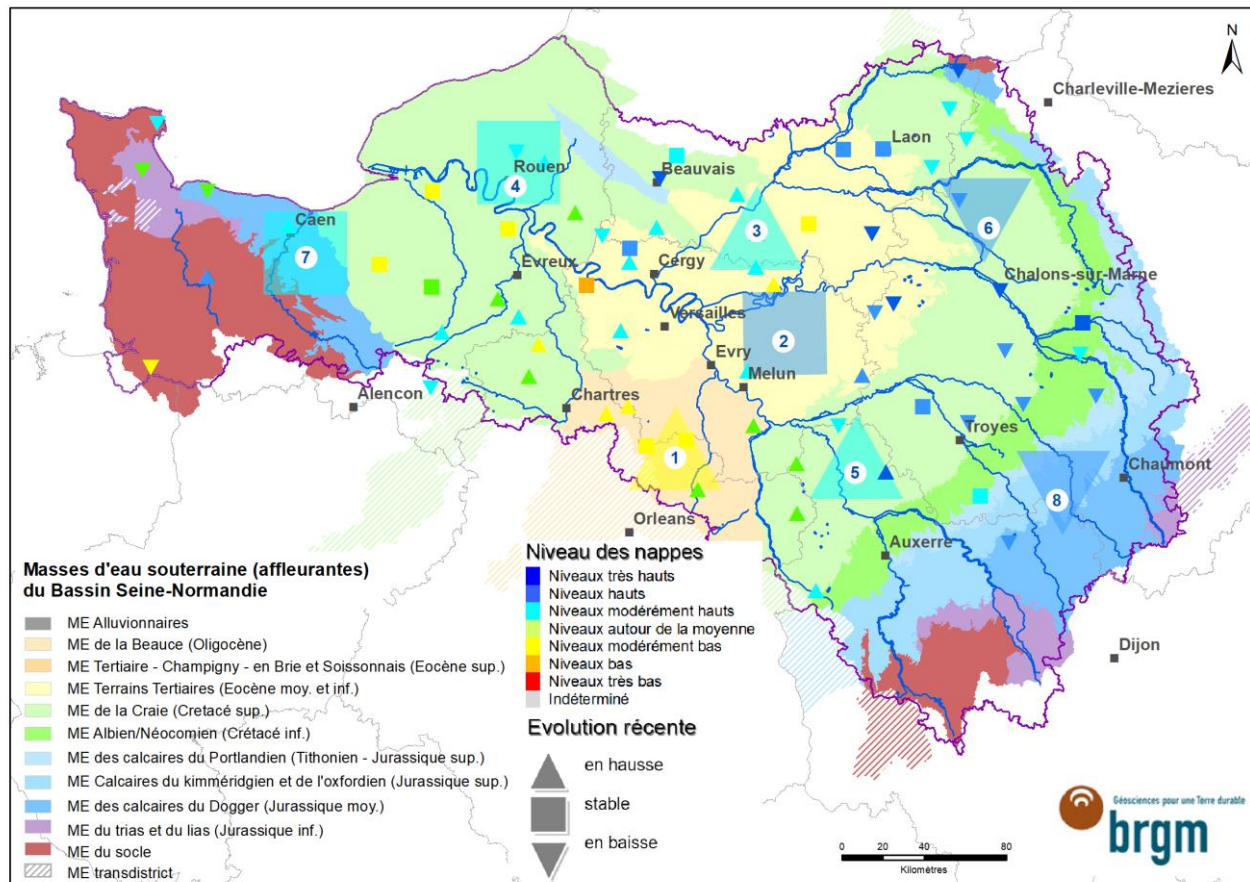 N
Charleville-Mezieres
Laon
Rouen
Beauvais
4
6
3
Caen
7
Evreux
Cergy
Chalons-sur-Marne
Versailles
2
Evry
Melun
Alencon
Chartres
Troyes
1
5
Chaumont
8
Orleans
Auxerre
Dijon
Masses d'eau souterraine (affleurantes)
du Bassin Seine-Normandie
ME Alluvionnaires
ME de la Beauce (Oligocène)
ME Tertiaire - Champigny - en Brie et Soissonnais (Eocène sup.)
ME Terrains Tertiaires (Eocène moy. et inf.)
ME de la Craie (Cretacé sup.)
ME Albien/Néocomien (Crétacé inf.)
ME des calcaires du Portlandien (Tithonien - Jurassique sup.)
ME Calcaires du kimméridgien et de l'oxfordien (Jurassique sup.)
ME des calcaires du Dogger (Jurassique moy.)
ME du trias et du lias (Jurassique inf.)
ME du socle
ME transdistrict
Niveau des nappes
Niveaux très hauts
Niveaux hauts
Niveaux modérément hauts
Niveaux autour de la moyenne
Niveaux modérément bas
Niveaux bas
Niveaux très bas
Indéterminé
Evolution récente
en hausse
stable
en baisse
0 20 40 80
Kilomètres
Géosciences pour une Terre durable
brgm